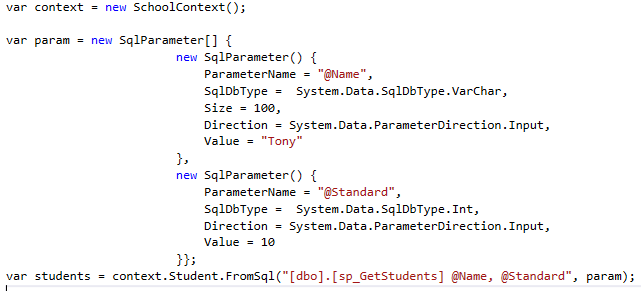 var context = new SchoolContext();
var param = new SqlParameter[] {
new SqlParameter() {
ParameterName = "@Name",
SqlDbType =  System.Data.SqlDbType.VarChar,
Size = 100,
Direction = System.Data.ParameterDirection.Input,
Value = "Tony"
},
new SqlParameter() {
ParameterName = "@Standard",
SqlDbType =  System.Data.SqlDbType.Int,
Direction = System.Data.ParameterDirection.Input,
Value = 10
}};
var students = context.Student.FromSql("[dbo].[sp_GetStudents] @Name, @Standard", param);